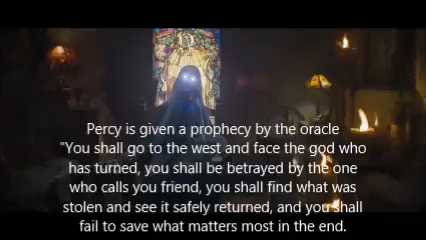 Percy is given a prophecy by the oracle
"You shall go to the west and face the god who
has turned, you shall be betrayed by the one
who calls you friend, you shall find what was
stolen and see it safely returned, and you shall
fail to save what matters most in the end.